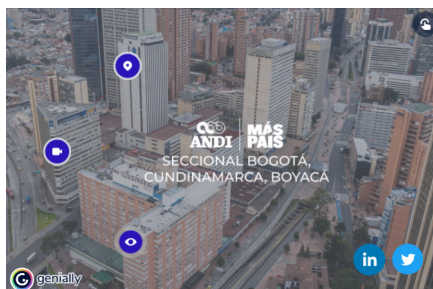 ANDI MÁS PAÍS
SECCIONAL BOGOTÁ,
CUNDINAMARCA, BOYACÁ
in
genially